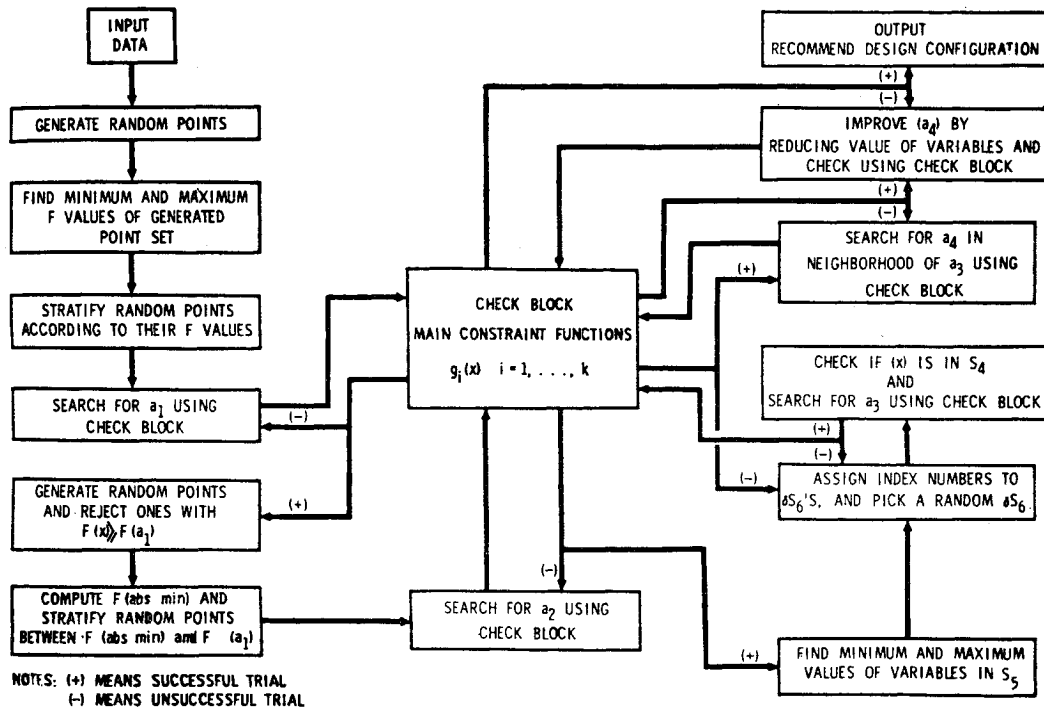 INPUT
DATA
GENERATE RANDOM POINTS
FIND MINIMUM AND MAXIMUM
F VALUES OF GENERATED
POINT SET
STRATIFY RANDOM POINTS
ACCORDING TO THEIR F VALUES
SEARCH FOR a₁ USING
CHECK BLOCK
(-)
GENERATE RANDOM POINTS
AND REJECT ONES WITH
F(x)⩾F(a₁)
(+)
COMPUTE F (abs min) AND
STRATIFY RANDOM POINTS
BETWEEN F (abs min) and F (a₁)
NOTES: (+) MEANS SUCCESSFUL TRIAL
(-) MEANS UNSUCCESSFUL TRIAL
CHECK BLOCK
MAIN CONSTRAINT FUNCTIONS
gᵢ(x) i = 1, . . ., k
(-)
SEARCH FOR a₂ USING
CHECK BLOCK
OUTPUT
RECOMMEND DESIGN CONFIGURATION
(+)
(-)
IMPROVE (a₄) BY
REDUCING VALUE OF VARIABLES AND
CHECK USING CHECK BLOCK
(+)
(-)
SEARCH FOR a₄ IN
NEIGHBORHOOD OF a₃ USING
CHECK BLOCK
(+)
CHECK IF (x) IS IN S₄
AND
SEARCH FOR a₃ USING CHECK BLOCK
(+)
(-)
(-)
ASSIGN INDEX NUMBERS TO
δS₆'S, AND PICK A RANDOM δS₆.
(+)
FIND MINIMUM AND MAXIMUM
VALUES OF VARIABLES IN S₅